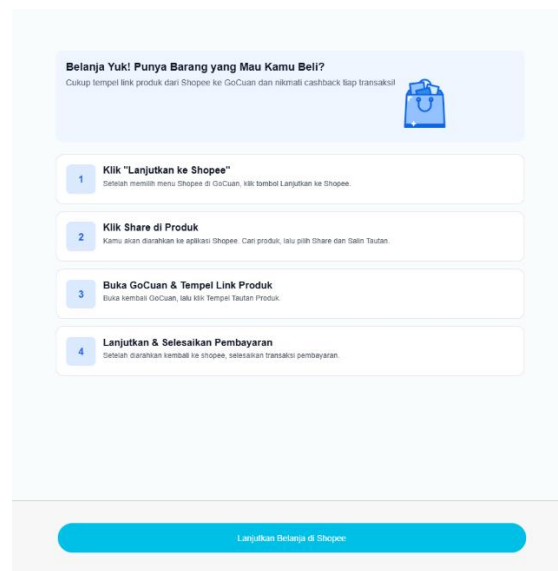 Belanja Yuk! Punya Barang yang Mau Kamu Beli?
Cukup tempel link produk dari Shopee ke GoCuan dan nikmati cashback tiap transaksi!
1
Klik "Lanjutkan ke Shopee"
Setelah memilih menu Shopee di GoCuan, klik tombol Lanjutkan ke Shopee.
2
Klik Share di Produk
Kamu akan diarahkan ke aplikasi Shopee. Cari produk, lalu pilih Share dan Salin Tautan.
3
Buka GoCuan & Tempel Link Produk
Buka kembali GoCuan, lalu klik Tempel Tautan Produk.
4
Lanjutkan & Selesaikan Pembayaran
Setelah diarahkan kembali ke shopee, selesaikan transaksi pembayaran.
Lanjutkan Belanja di Shopee